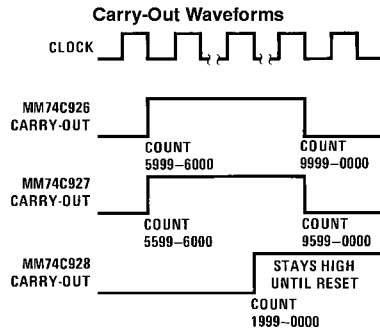 Carry-Out Waveforms
CLOCK
MM74C926
CARRY-OUT
COUNT
5999–6000
COUNT
9999–0000
MM74C927
CARRY-OUT
COUNT
5599–6000
COUNT
9599–0000
MM74C928
CARRY-OUT
STAYS HIGH
UNTIL RESET
COUNT
1999–0000